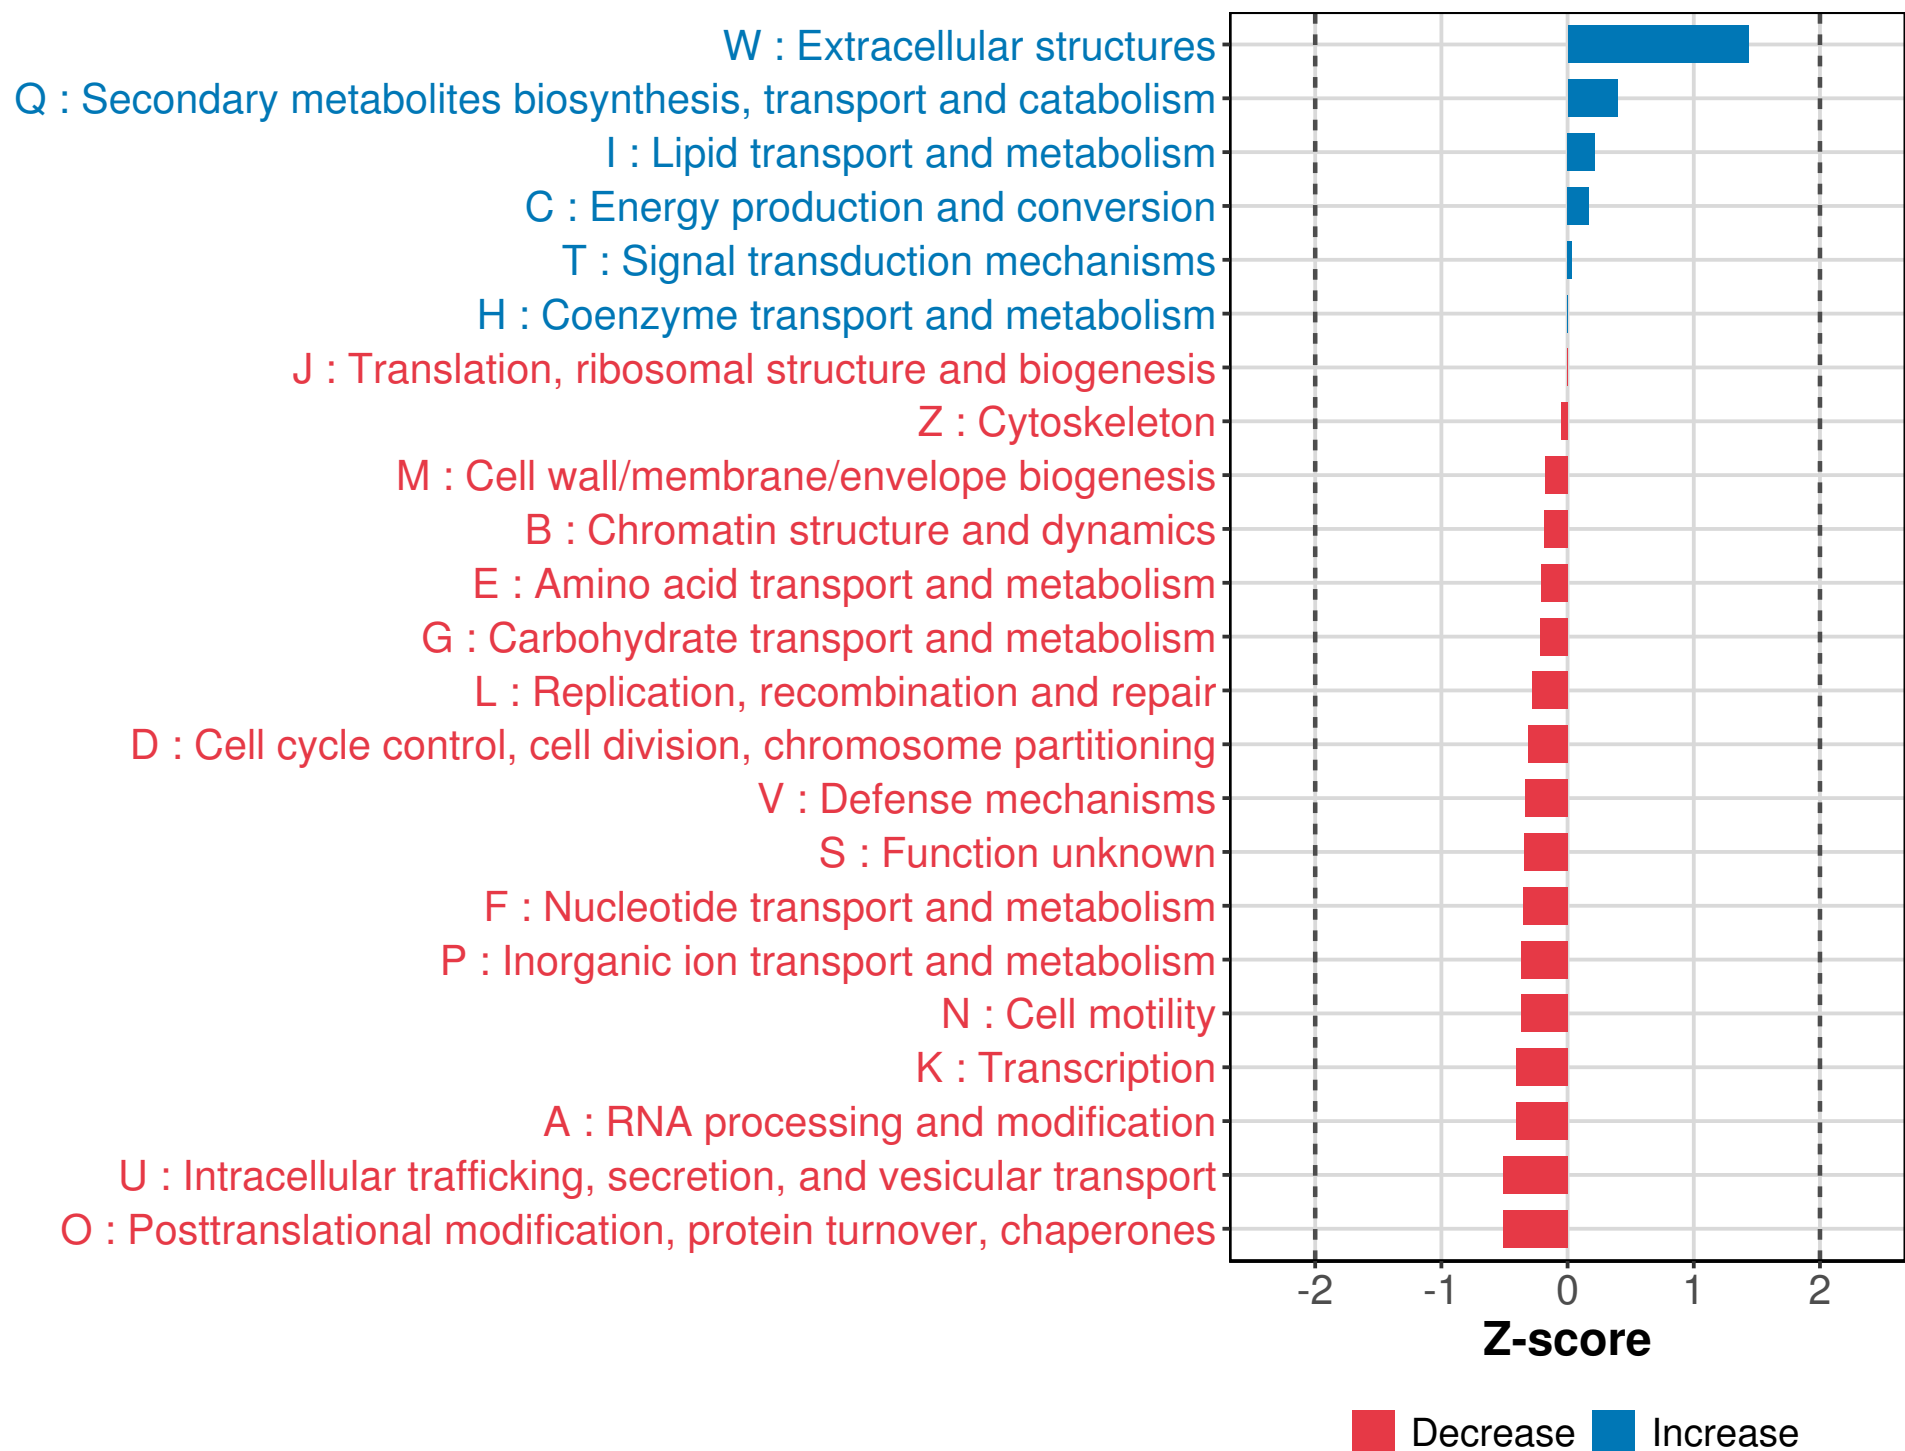 W : Extracellular structures
Q : Secondary metabolites biosynthesis, transport and catabolism
I : Lipid transport and metabolism
C : Energy production and conversion
T : Signal transduction mechanisms
H : Coenzyme transport and metabolism
J : Translation, ribosomal structure and biogenesis
Z : Cytoskeleton
M : Cell wall/membrane/envelope biogenesis
B : Chromatin structure and dynamics
E : Amino acid transport and metabolism
G : Carbohydrate transport and metabolism
L : Replication, recombination and repair
D : Cell cycle control, cell division, chromosome partitioning
V : Defense mechanisms
S : Function unknown
F : Nucleotide transport and metabolism
P : Inorganic ion transport and metabolism
N : Cell motility
K : Transcription
A : RNA processing and modification
U : Intracellular trafficking, secretion, and vesicular transport
O : Posttranslational modification, protein turnover, chaperones
-2 -1 0 1 2
Z-score
Decrease Increase